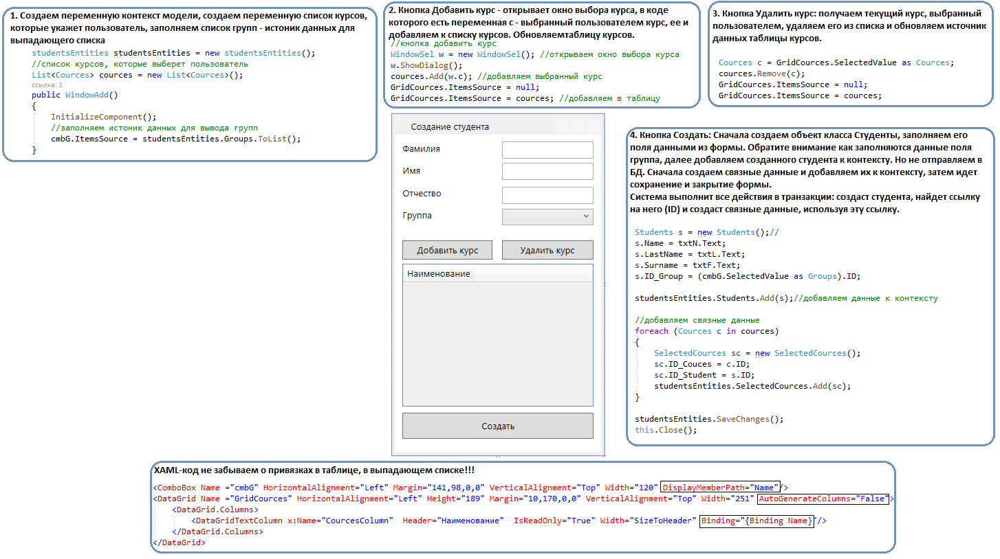 1. Создаем переменную контекст модели, создаем переменную список курсов,
которые укажет пользователь, заполняем список групп - истоник данных для
выпадающего списка
studentsEntities studentsEntities = new studentsEntities();
//список курсов, которые выберет пользователь
List<Cources> cources = new List<Cources>();
ссылка: 1
public WindowAdd()
{
InitializeComponent();
//заполняем истоник данных для вывода групп
cmbG.ItemsSource = studentsEntities.Groups.ToList();
}
2. Кнопка Добавить курс - открывает окно выбора курса, в коде
которого есть переменная с - выбранный пользователем курс, ее и
добавляем к списку курсов. Обновляемтаблицу курсов.
//кнопка добавить курс
WindowSel w = new WindowSel(); //открываем окно выбора курса
w.ShowDialog();
cources.Add(w.c); //добавляем выбранный курс
GridCources.ItemsSource = null;
GridCources.ItemsSource = cources; //добавляем в таблицу
3. Кнопка Удалить курс: получаем текущий курс, выбранный
пользователем, удаляем его из списка и обновляем источник
данных таблицы курсов.
Cources c = GridCources.SelectedValue as Cources;
cources.Remove(c);
GridCources.ItemsSource = null;
GridCources.ItemsSource = cources;
Создание студента
Фамилия
Имя
Отчество
Группа
Добавить курс
Удалить курс
Наименование
Создать
4. Кнопка Создать: Сначала создаем объект класса Студенты, заполняем его
поля данными из формы. Обратите внимание как заполняются данные поля
группа, далее добавляем созданного студента к контексту. Но не отправляем в
БД. Сначала создаем связные данные и добавляем их к контексту, затем идет
сохранение и закрытие формы.
Система выполнит все действия в транзакции: создаст студента, найдет ссылку
на него (ID) и создаст связные данные, используя эту ссылку.
Students s = new Students();//
s.Name = txtN.Text;
s.LastName = txtL.Text;
s.Surname = txtF.Text;
s.ID_Group = (cmbG.SelectedValue as Groups).ID;
studentsEntities.Students.Add(s);//добавляем данные к контексту
//добавляем связные данные
foreach (Cources c in cources)
{
SelectedCources sc = new SelectedCources();
sc.ID_Couces = c.ID;
sc.ID_Student = s.ID;
studentsEntities.SelectedCources.Add(sc);
}
studentsEntities.SaveChanges();
this.Close();
XAML-код не забываем о привязках в таблице, в выпадающем списке!!!
<ComboBox Name ="cmbG" HorizontalAlignment="Left" Margin="141,98,0,0" VerticalAlignment="Top" Width="120" DisplayMemberPath="Name"/>
<DataGrid Name ="GridCources" HorizontalAlignment="Left" Height="189" Margin="10,170,0,0" VerticalAlignment="Top" Width="251" AutoGenerateColumns="False">
<DataGrid.Columns>
<DataGridTextColumn x:Name="CourcesColumn" Header="Наименование" IsReadOnly="True" Width="SizeToHeader" Binding="{Binding Name}"/>
</DataGrid.Columns>
</DataGrid>